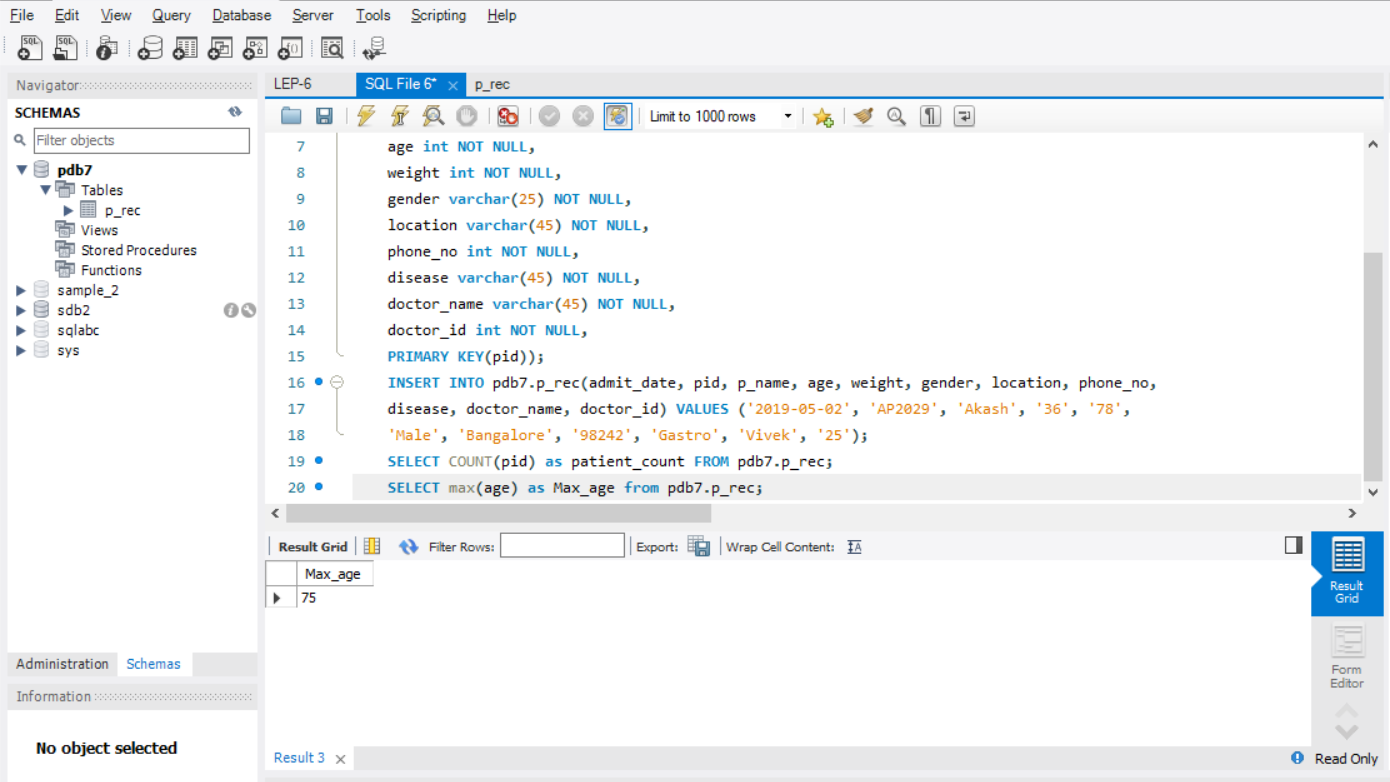 File Edit View Query Database Server Tools Scripting Help
Navigator
LEP-6 SQL File 6* p_rec
SCHEMAS
Limit to 1000 rows
Filter objects
pdb7
Tables
p_rec
Views
Stored Procedures
Functions
sample_2
sdb2
sqlabc
sys
Administration Schemas
Information
No object selected
7 age int NOT NULL,
8 weight int NOT NULL,
9 gender varchar(25) NOT NULL,
10 location varchar(45) NOT NULL,
11 phone_no int NOT NULL,
12 disease varchar(45) NOT NULL,
13 doctor_name varchar(45) NOT NULL,
14 doctor_id int NOT NULL,
15 PRIMARY KEY(pid));
16 INSERT INTO pdb7.p_rec(admit_date, pid, p_name, age, weight, gender, location, phone_no,
17 disease, doctor_name, doctor_id) VALUES ('2019-05-02', 'AP2029', 'Akash', '36', '78',
18 'Male', 'Bangalore', '98242', 'Gastro', 'Vivek', '25');
19 SELECT COUNT(pid) as patient_count FROM pdb7.p_rec;
20 SELECT max(age) as Max_age from pdb7.p_rec;
Result Grid Filter Rows: Export: Wrap Cell Content:
Max_age
75
Result
Grid
Form
Editor
Result 3 Read Only